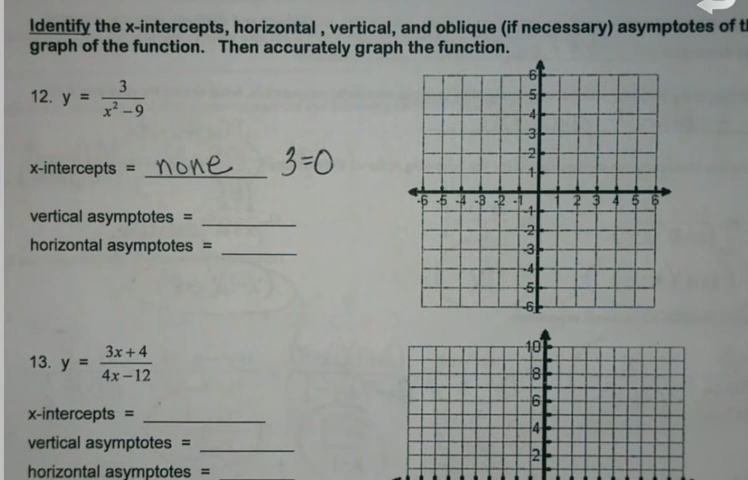 Identify the x-intercepts, horizontal , vertical, and oblique (if necessary) asymptotes of
graph of the function. Then accurately graph the function.
12. y = 3 / (x² – 9)
x-intercepts = none 3=0
vertical asymptotes =
horizontal asymptotes =
6
5
4
3
2
1
-6 -5 -4 -3 -2 -1 1 2 3 4 5 6
-1
-2
-3
-4
-5
-6
13. y = (3x + 4) / (4x – 12)
x-intercepts =
vertical asymptotes =
horizontal asymptotes =
10
8
6
4
2